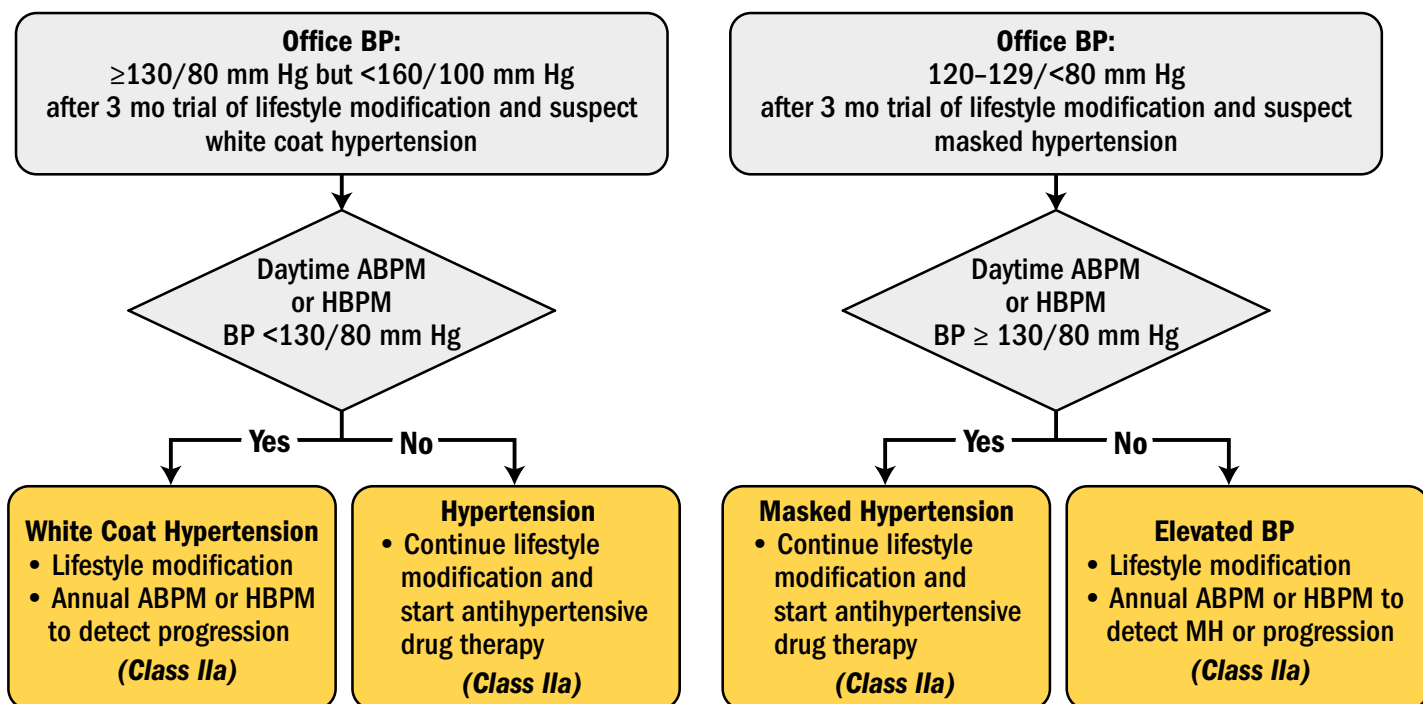 Office BP:
≥130/80 mm Hg but <160/100 mm Hg
after 3 mo trial of lifestyle modification and suspect
white coat hypertension
Daytime ABPM
or HBPM
BP <130/80 mm Hg
Yes
No
White Coat Hypertension
• Lifestyle modification
• Annual ABPM or HBPM
to detect progression
(Class IIa)
Hypertension
• Continue lifestyle
modification and
start antihypertensive
drug therapy
(Class IIa)
Office BP:
120–129/<80 mm Hg
after 3 mo trial of lifestyle modification and suspect
masked hypertension
Daytime ABPM
or HBPM
BP ≥ 130/80 mm Hg
Yes
No
Masked Hypertension
• Continue lifestyle
modification and
start antihypertensive
drug therapy
(Class IIa)
Elevated BP
• Lifestyle modification
• Annual ABPM or HBPM to
detect MH or progression
(Class IIa)